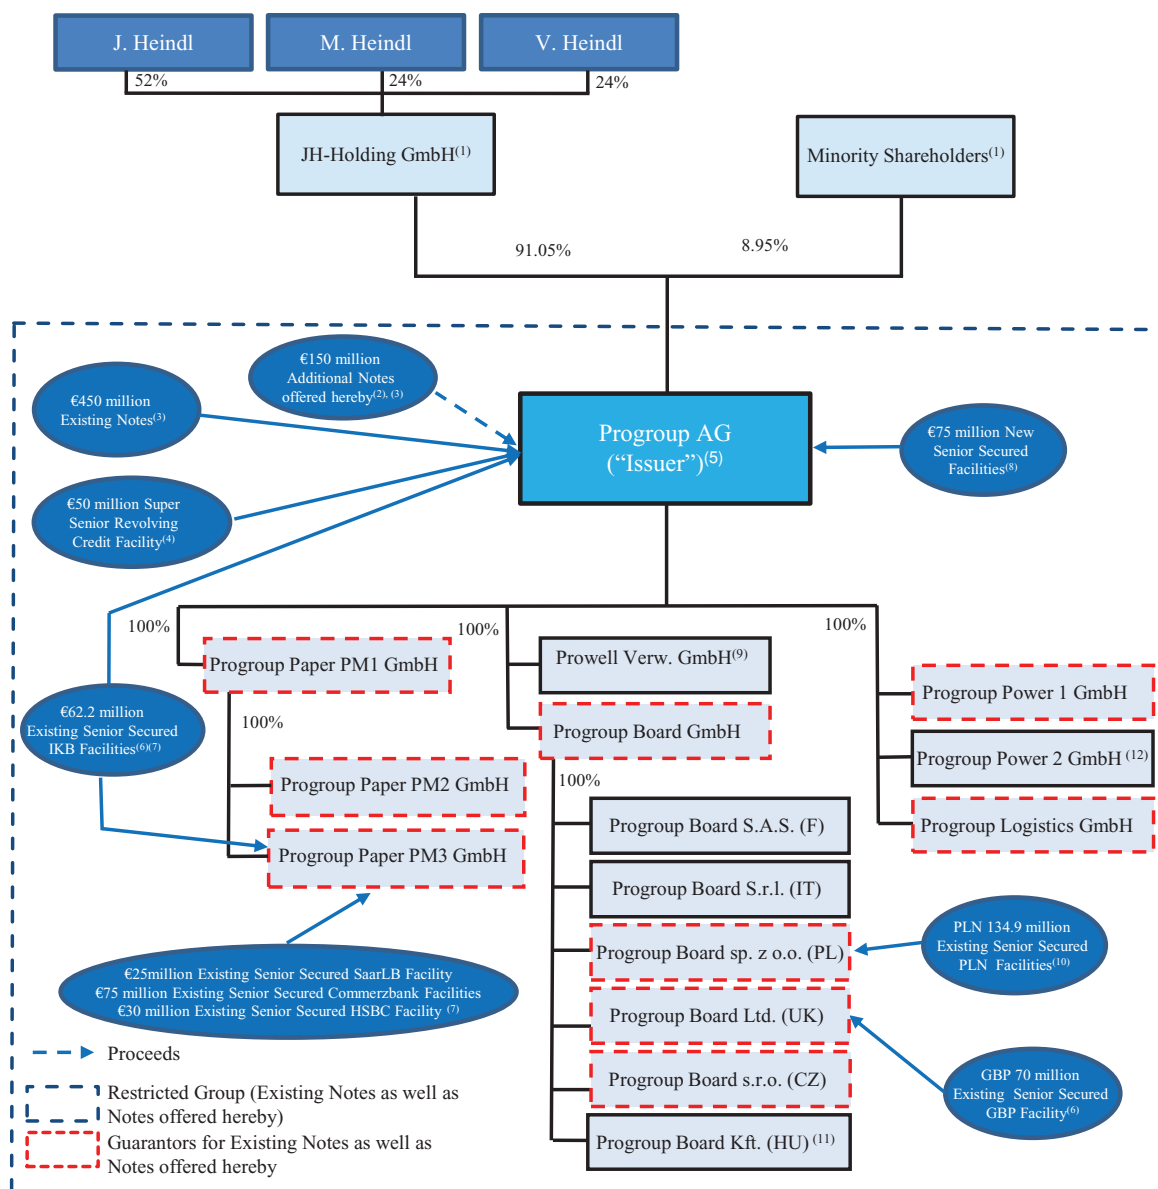 J. Heindl
M. Heindl
V. Heindl
52%
24%
24%
JH-Holding GmbH(1)
Minority Shareholders(1)
91.05%
8.95%
€150 million
Additional Notes
offered hereby(2), (3)
€450 million
Existing Notes(3)
Progroup AG
(“Issuer”)(5)
€75 million New
Senior Secured
Facilities(8)
€50 million Super
Senior Revolving
Credit Facility(4)
100%
100%
100%
Progroup Paper PM1 GmbH
Prowell Verw. GmbH(9)
Progroup Power 1 GmbH
€62.2 million
Existing Senior Secured
IKB Facilities(6)(7)
100%
Progroup Board GmbH
Progroup Power 2 GmbH (12)
Progroup Paper PM2 GmbH
100%
Progroup Board S.A.S. (F)
Progroup Logistics GmbH
Progroup Paper PM3 GmbH
Progroup Board S.r.l. (IT)
Progroup Board sp. z o.o. (PL)
PLN 134.9 million
Existing Senior Secured
PLN Facilities(10)
€25million Existing Senior Secured SaarLB Facility
€75 million Existing Senior Secured Commerzbank Facilities
€30 million Existing Senior Secured HSBC Facility (7)
Progroup Board Ltd. (UK)
Progroup Board s.r.o. (CZ)
GBP 70 million
Existing Senior Secured
GBP Facility(6)
Progroup Board Kft. (HU) (11)
Proceeds
Restricted Group (Existing Notes as well as
Notes offered hereby)
Guarantors for Existing Notes as well as
Notes offered hereby